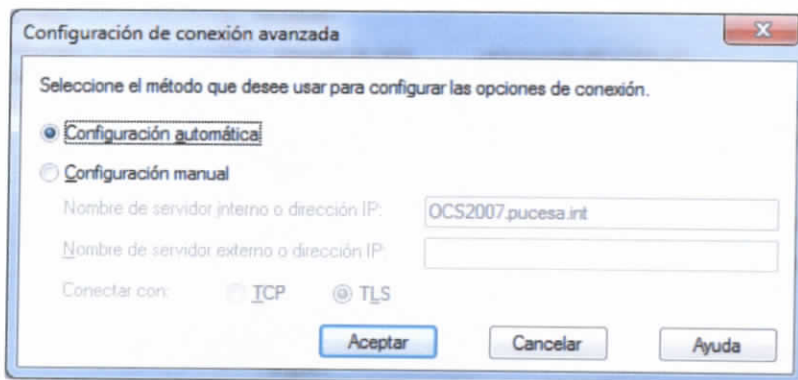 Configuración de conexión avanzada
Seleccione el método que desee usar para configurar las opciones de conexión.
Configuración automática
Configuración manual
Nombre de servidor interno o dirección IP: OCS2007.pucesa.int
Nombre de servidor externo o dirección IP:
Conectar con: TCP TLS
Aceptar Cancelar Ayuda